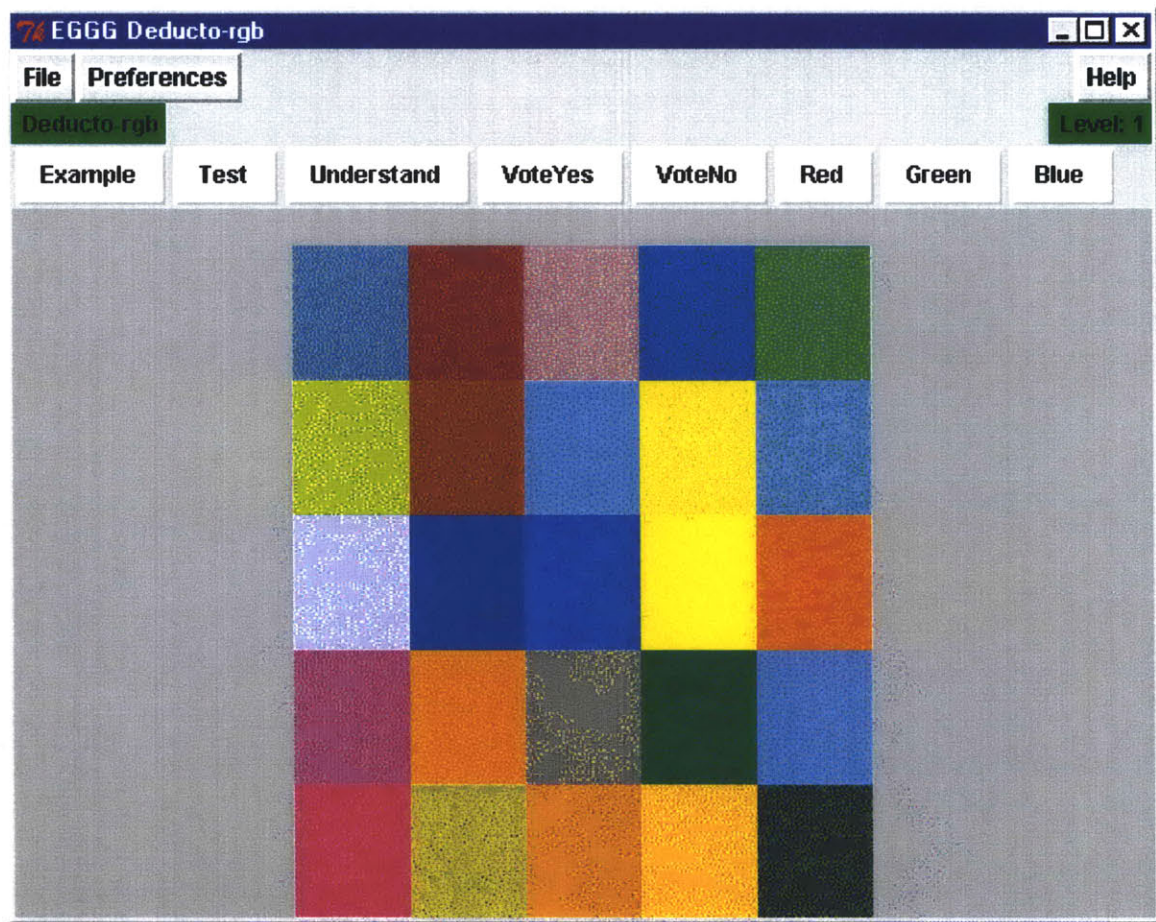 EGGG Deducto-rgb
File Preferences Help
Deducto-rgb Level: 1
Example Test Understand VoteYes VoteNo Red Green Blue